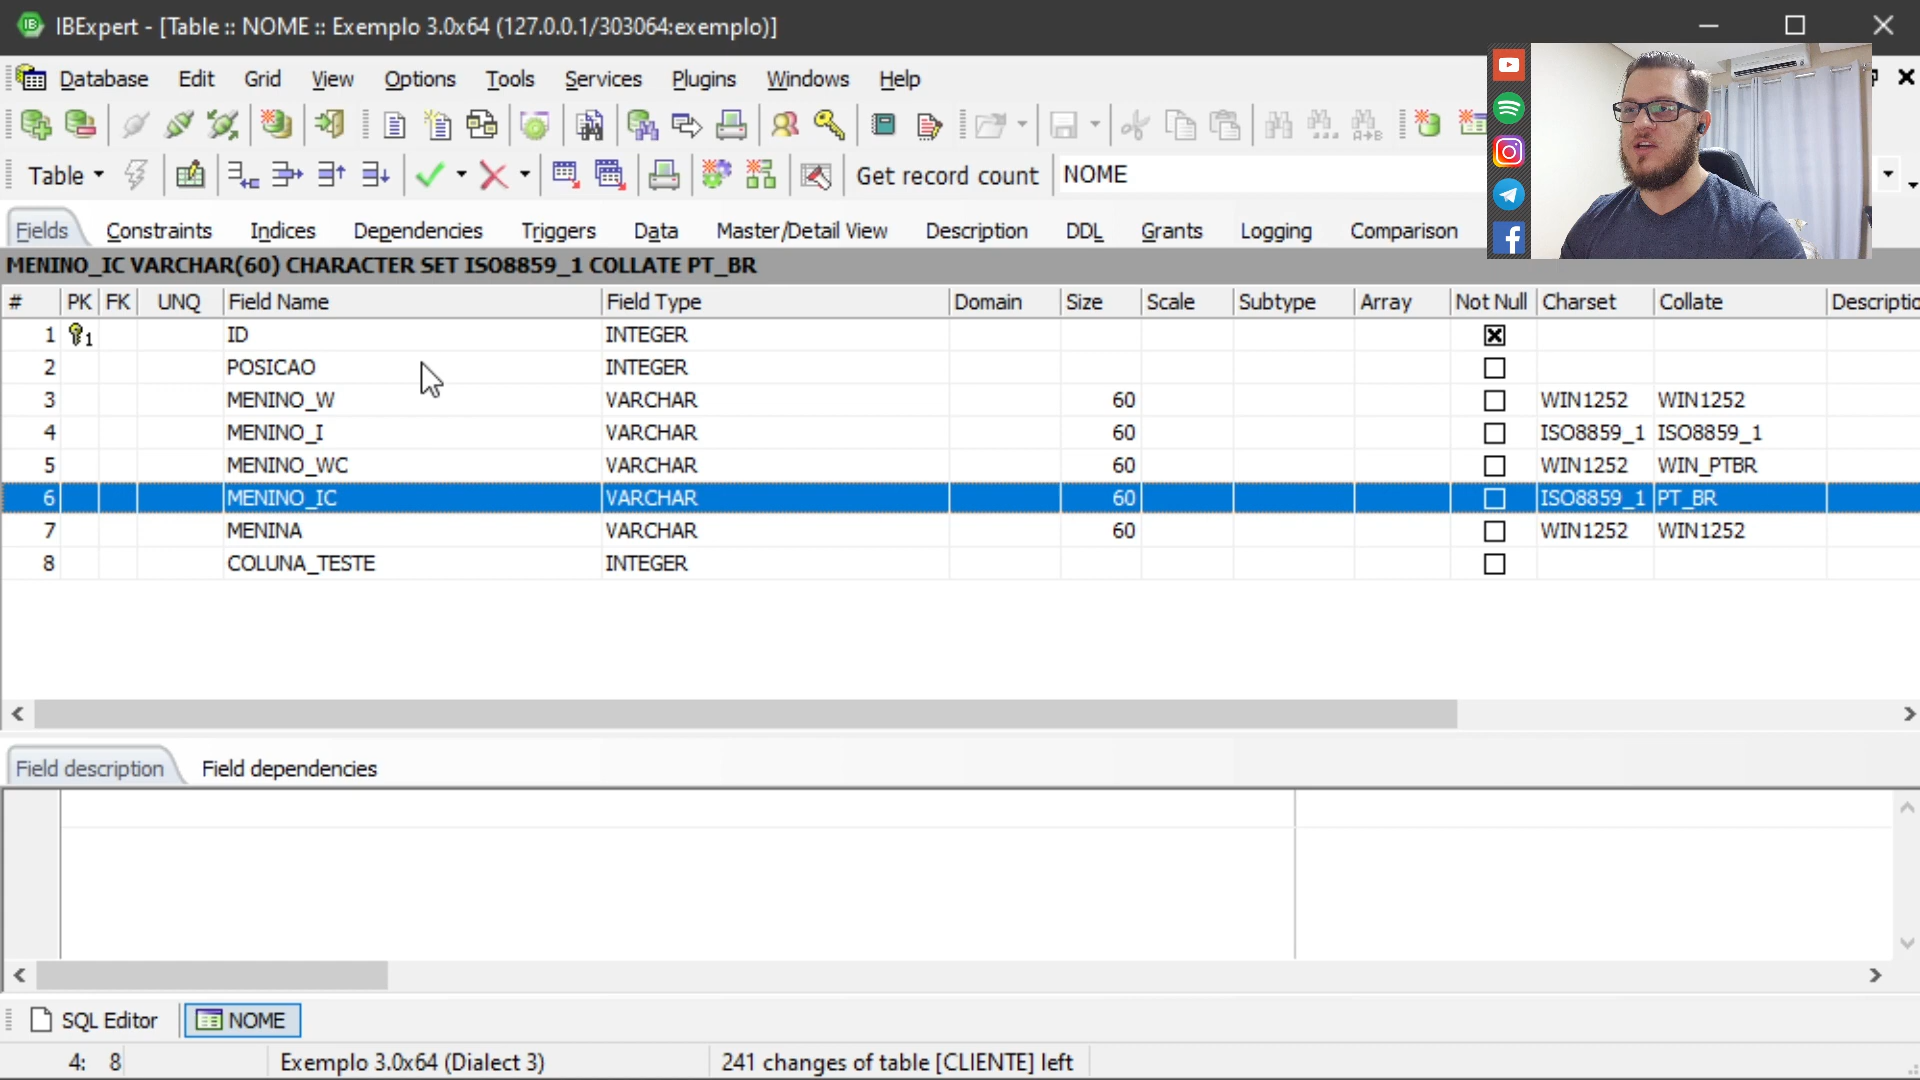 IBExpert - [Table :: NOME :: Exemplo 3.0x64 (127.0.0.1/303064:exemplo)]
Database Edit Grid View Options Tools Services Plugins Windows Help
Table Get record count NOME
Fields Constraints Indices Dependencies Triggers Data Master/Detail View Description DDL Grants Logging Comparison
MENINO_IC VARCHAR(60) CHARACTER SET ISO8859_1 COLLATE PT_BR
# PK FK UNQ Field Name Field Type Domain Size Scale Subtype Array Not Null Charset Collate Descriptio
1 1 ID INTEGER
2 POSICAO INTEGER
3 MENINO_W VARCHAR 60 WIN1252 WIN1252
4 MENINO_I VARCHAR 60 ISO8859_1 ISO8859_1
5 MENINO_WC VARCHAR 60 WIN1252 WIN_PTBR
6 MENINO_IC VARCHAR 60 ISO8859_1 PT_BR
7 MENINA VARCHAR 60 WIN1252 WIN1252
8 COLUNA_TESTE INTEGER
Field description Field dependencies
SQL Editor NOME
4: 8 Exemplo 3.0x64 (Dialect 3) 241 changes of table [CLIENTE] left